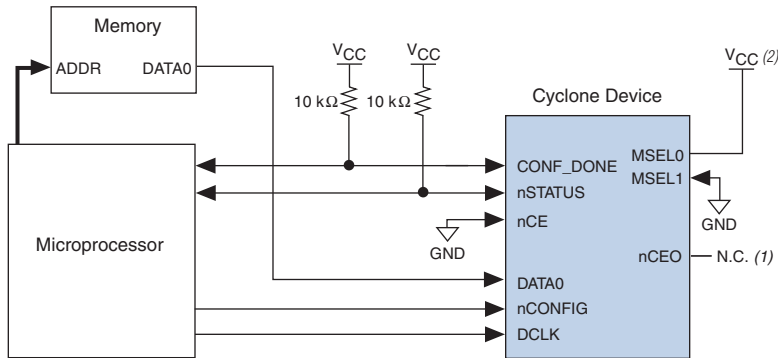 Memory
ADDR DATA0
VCC VCC
10 kΩ 10 kΩ
VCC (2)
Cyclone Device
MSEL0
CONF_DONE
MSEL1
nSTATUS
nCE
GND
GND
Microprocessor
nCEO N.C. (1)
DATA0
nCONFIG
DCLK